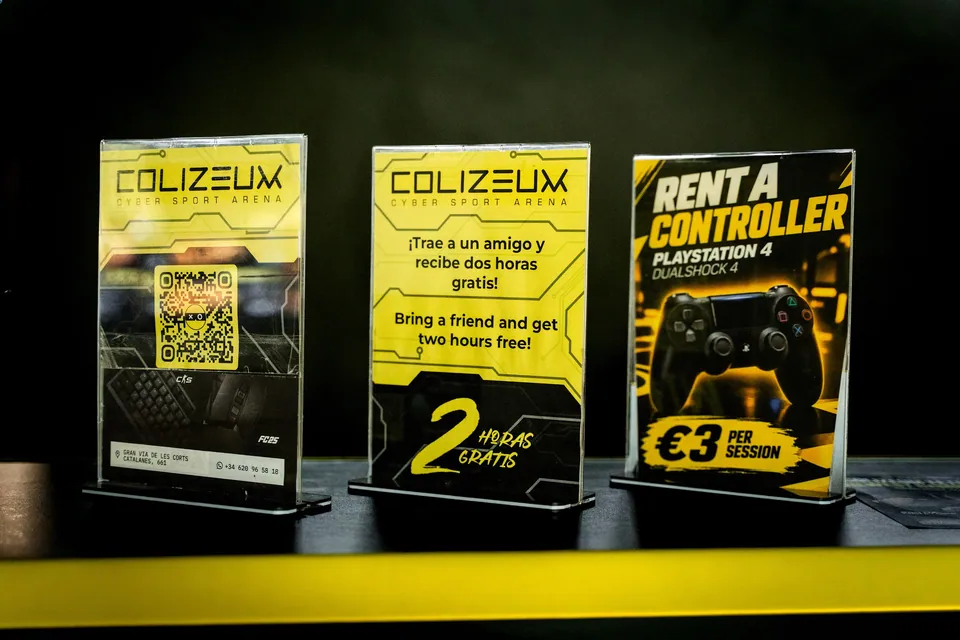 COLIZEUM
CYBER SPORT ARENA
XO
CS
FC25
GRAN VIA DE LES CORTS
CATALANES, 661
+34 620 96 58 18
COLIZEUM
CYBER SPORT ARENA
¡Trae a un amigo y
recibe dos horas
gratis!
Bring a friend and get
two hours free!
2 HORAS
GRATIS
RENT A
CONTROLLER
PLAYSTATION 4
DUALSHOCK 4
€3 PER
SESSION